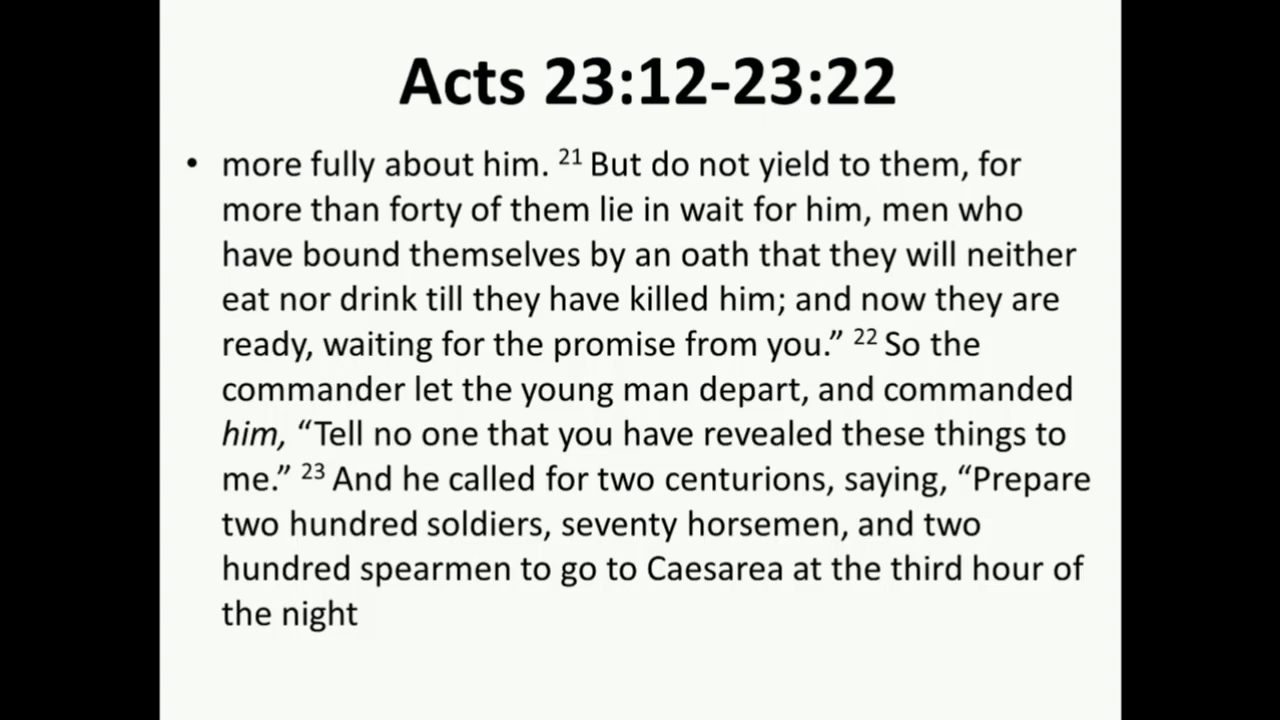 Acts 23:12-23:22
• more fully about him. 21 But do not yield to them, for
more than forty of them lie in wait for him, men who
have bound themselves by an oath that they will neither
eat nor drink till they have killed him; and now they are
ready, waiting for the promise from you.” 22 So the
commander let the young man depart, and commanded
him, “Tell no one that you have revealed these things to
me.” 23 And he called for two centurions, saying, “Prepare
two hundred soldiers, seventy horsemen, and two
hundred spearmen to go to Caesarea at the third hour of
the night